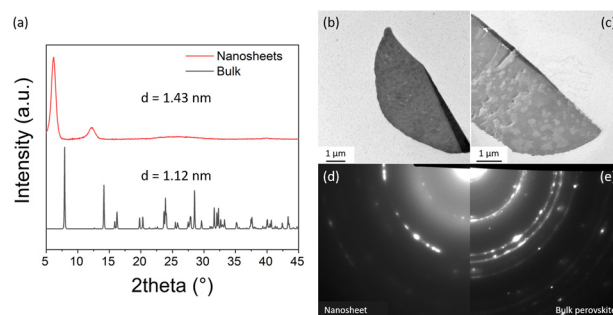 (a)
Nanosheets
Bulk
d = 1.43 nm
d = 1.12 nm
Intensity (a.u.)
5 10 15 20 25 30 35 40 45
2theta (°)
(b)
1 µm
(c)
1 µm
(d)
Nanosheet
(e)
Bulk perovskite